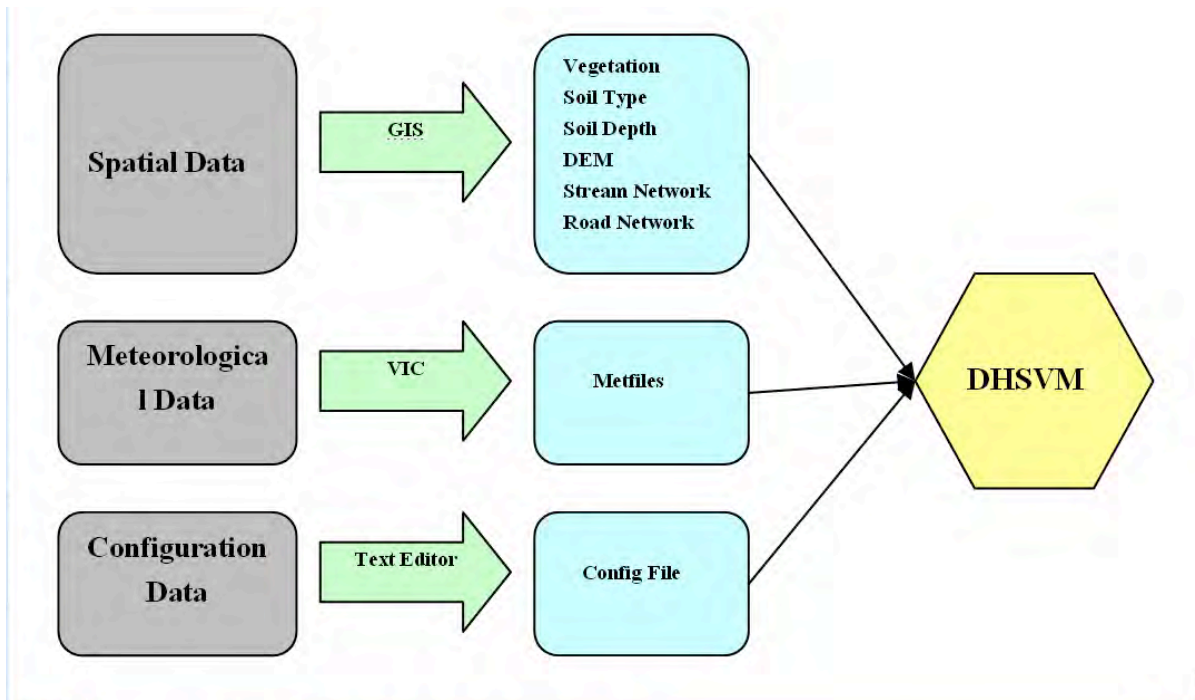 Spatial Data
GIS
Vegetation
Soil Type
Soil Depth
DEM
Stream Network
Road Network
Meteorologica
l Data
VIC
Metfiles
DHSVM
Configuration
Data
Text Editor
Config File